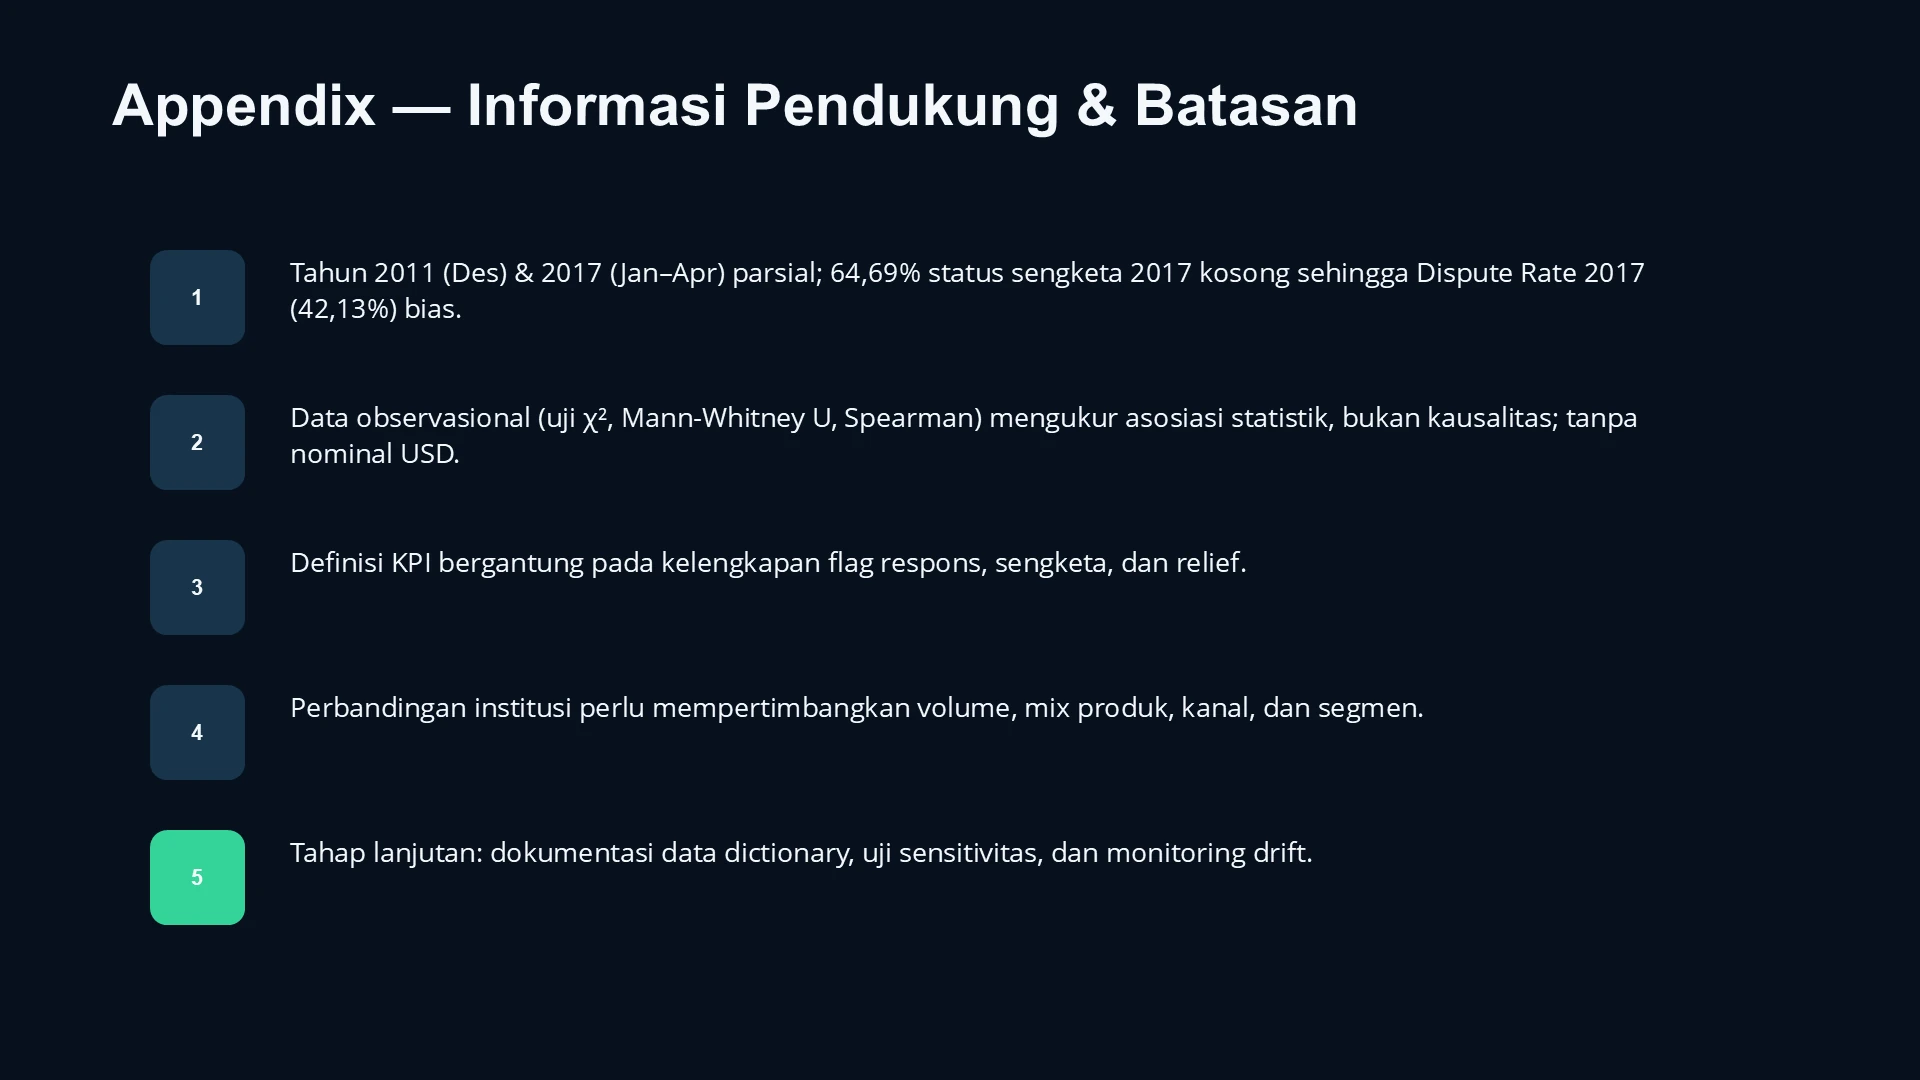 Appendix — Informasi Pendukung & Batasan
1
Tahun 2011 (Des) & 2017 (Jan–Apr) parsial; 64,69% status sengketa 2017 kosong sehingga Dispute Rate 2017
(42,13%) bias.
2
Data observasional (uji χ², Mann-Whitney U, Spearman) mengukur asosiasi statistik, bukan kausalitas; tanpa
nominal USD.
3
Definisi KPI bergantung pada kelengkapan flag respons, sengketa, dan relief.
4
Perbandingan institusi perlu mempertimbangkan volume, mix produk, kanal, dan segmen.
5
Tahap lanjutan: dokumentasi data dictionary, uji sensitivitas, dan monitoring drift.